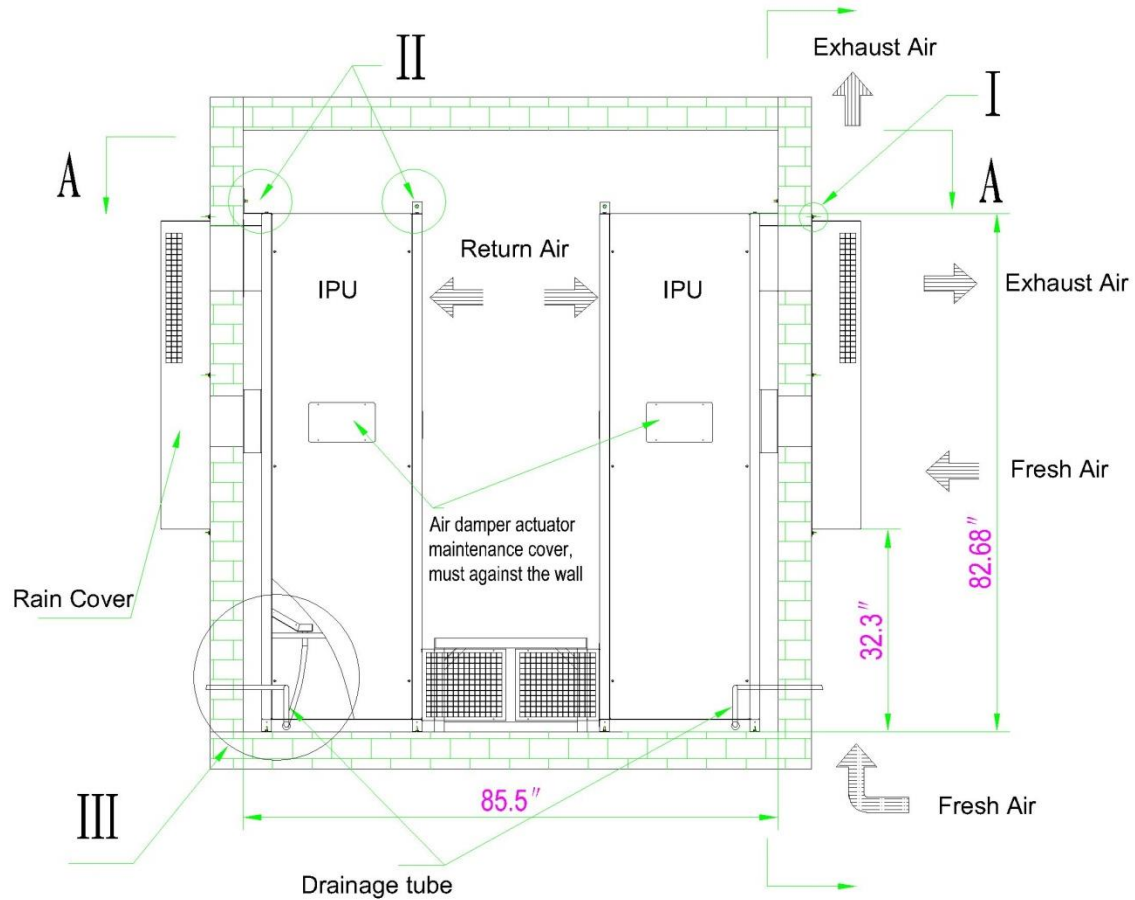 Exhaust Air
II
I
A
A
Return Air
IPU
IPU
Exhaust Air
Fresh Air
Air damper actuator
maintenance cover,
must against the wall
82.68"
Rain Cover
32.3"
85.5"
III
Fresh Air
Drainage tube